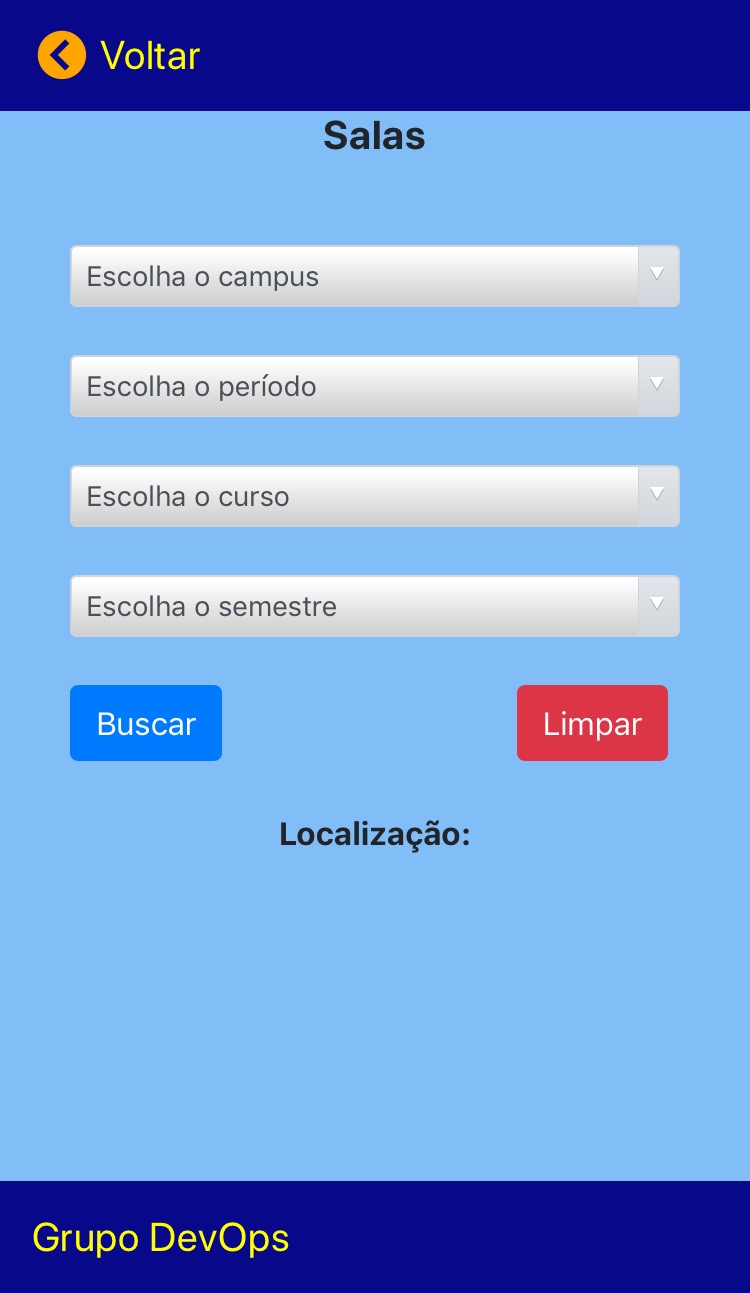 Voltar
Salas
Escolha o campus
Escolha o período
Escolha o curso
Escolha o semestre
Buscar
Limpar
Localização:
Grupo DevOps